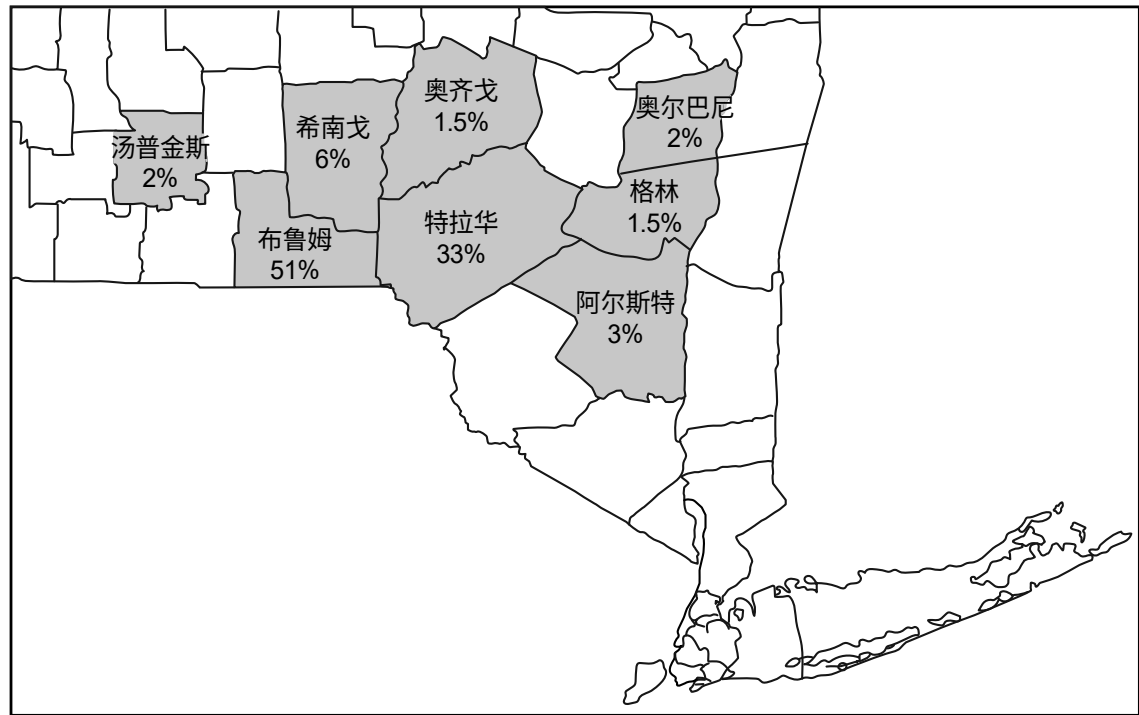 奥齐戈
1.5%
奥尔巴尼
2%
希南戈
6%
汤普金斯
2%
格林
1.5%
特拉华
33%
布鲁姆
51%
阿尔斯特
3%